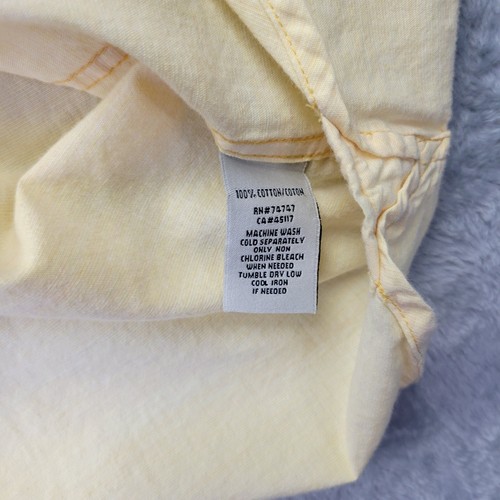 100% COTTON/COTON
RN#74747
CA#45117
MACHINE WASH
COLD SEPARATELY
ONLY NON
CHLORINE BLEACH
WHEN NEEDED
TUMBLE DRY LOW
COOL IRON
IF NEEDED